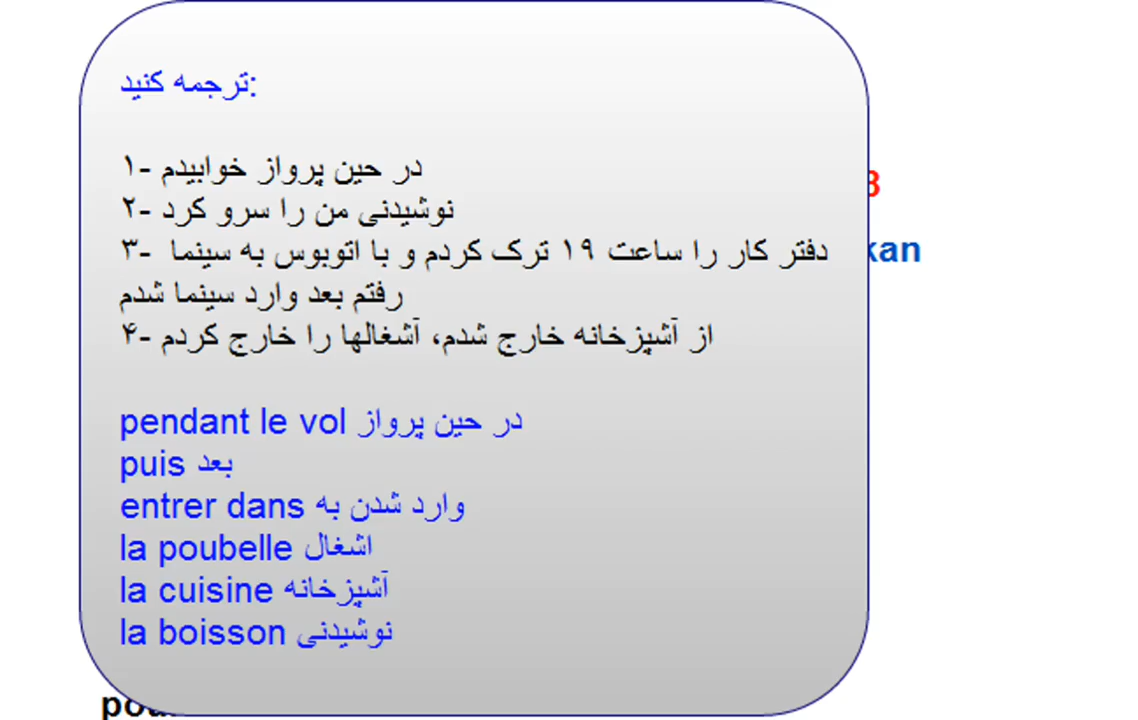 ترجمه کنید:
۱- در حین پرواز خوابیدم
۲- نوشیدنی من را سرو کرد
۳- دفتر کار را ساعت ۱۹ ترک کردم و با اتوبوس به سینما
رفتم بعد وارد سینما شدم
۴- از آشپزخانه خارج شدم، آشغالها را خارج کردم
pendant le vol در حین پرواز
puis بعد
entrer dans وارد شدن به
la poubelle اشغال
la cuisine آشپزخانه
la boisson نوشیدنی
kan